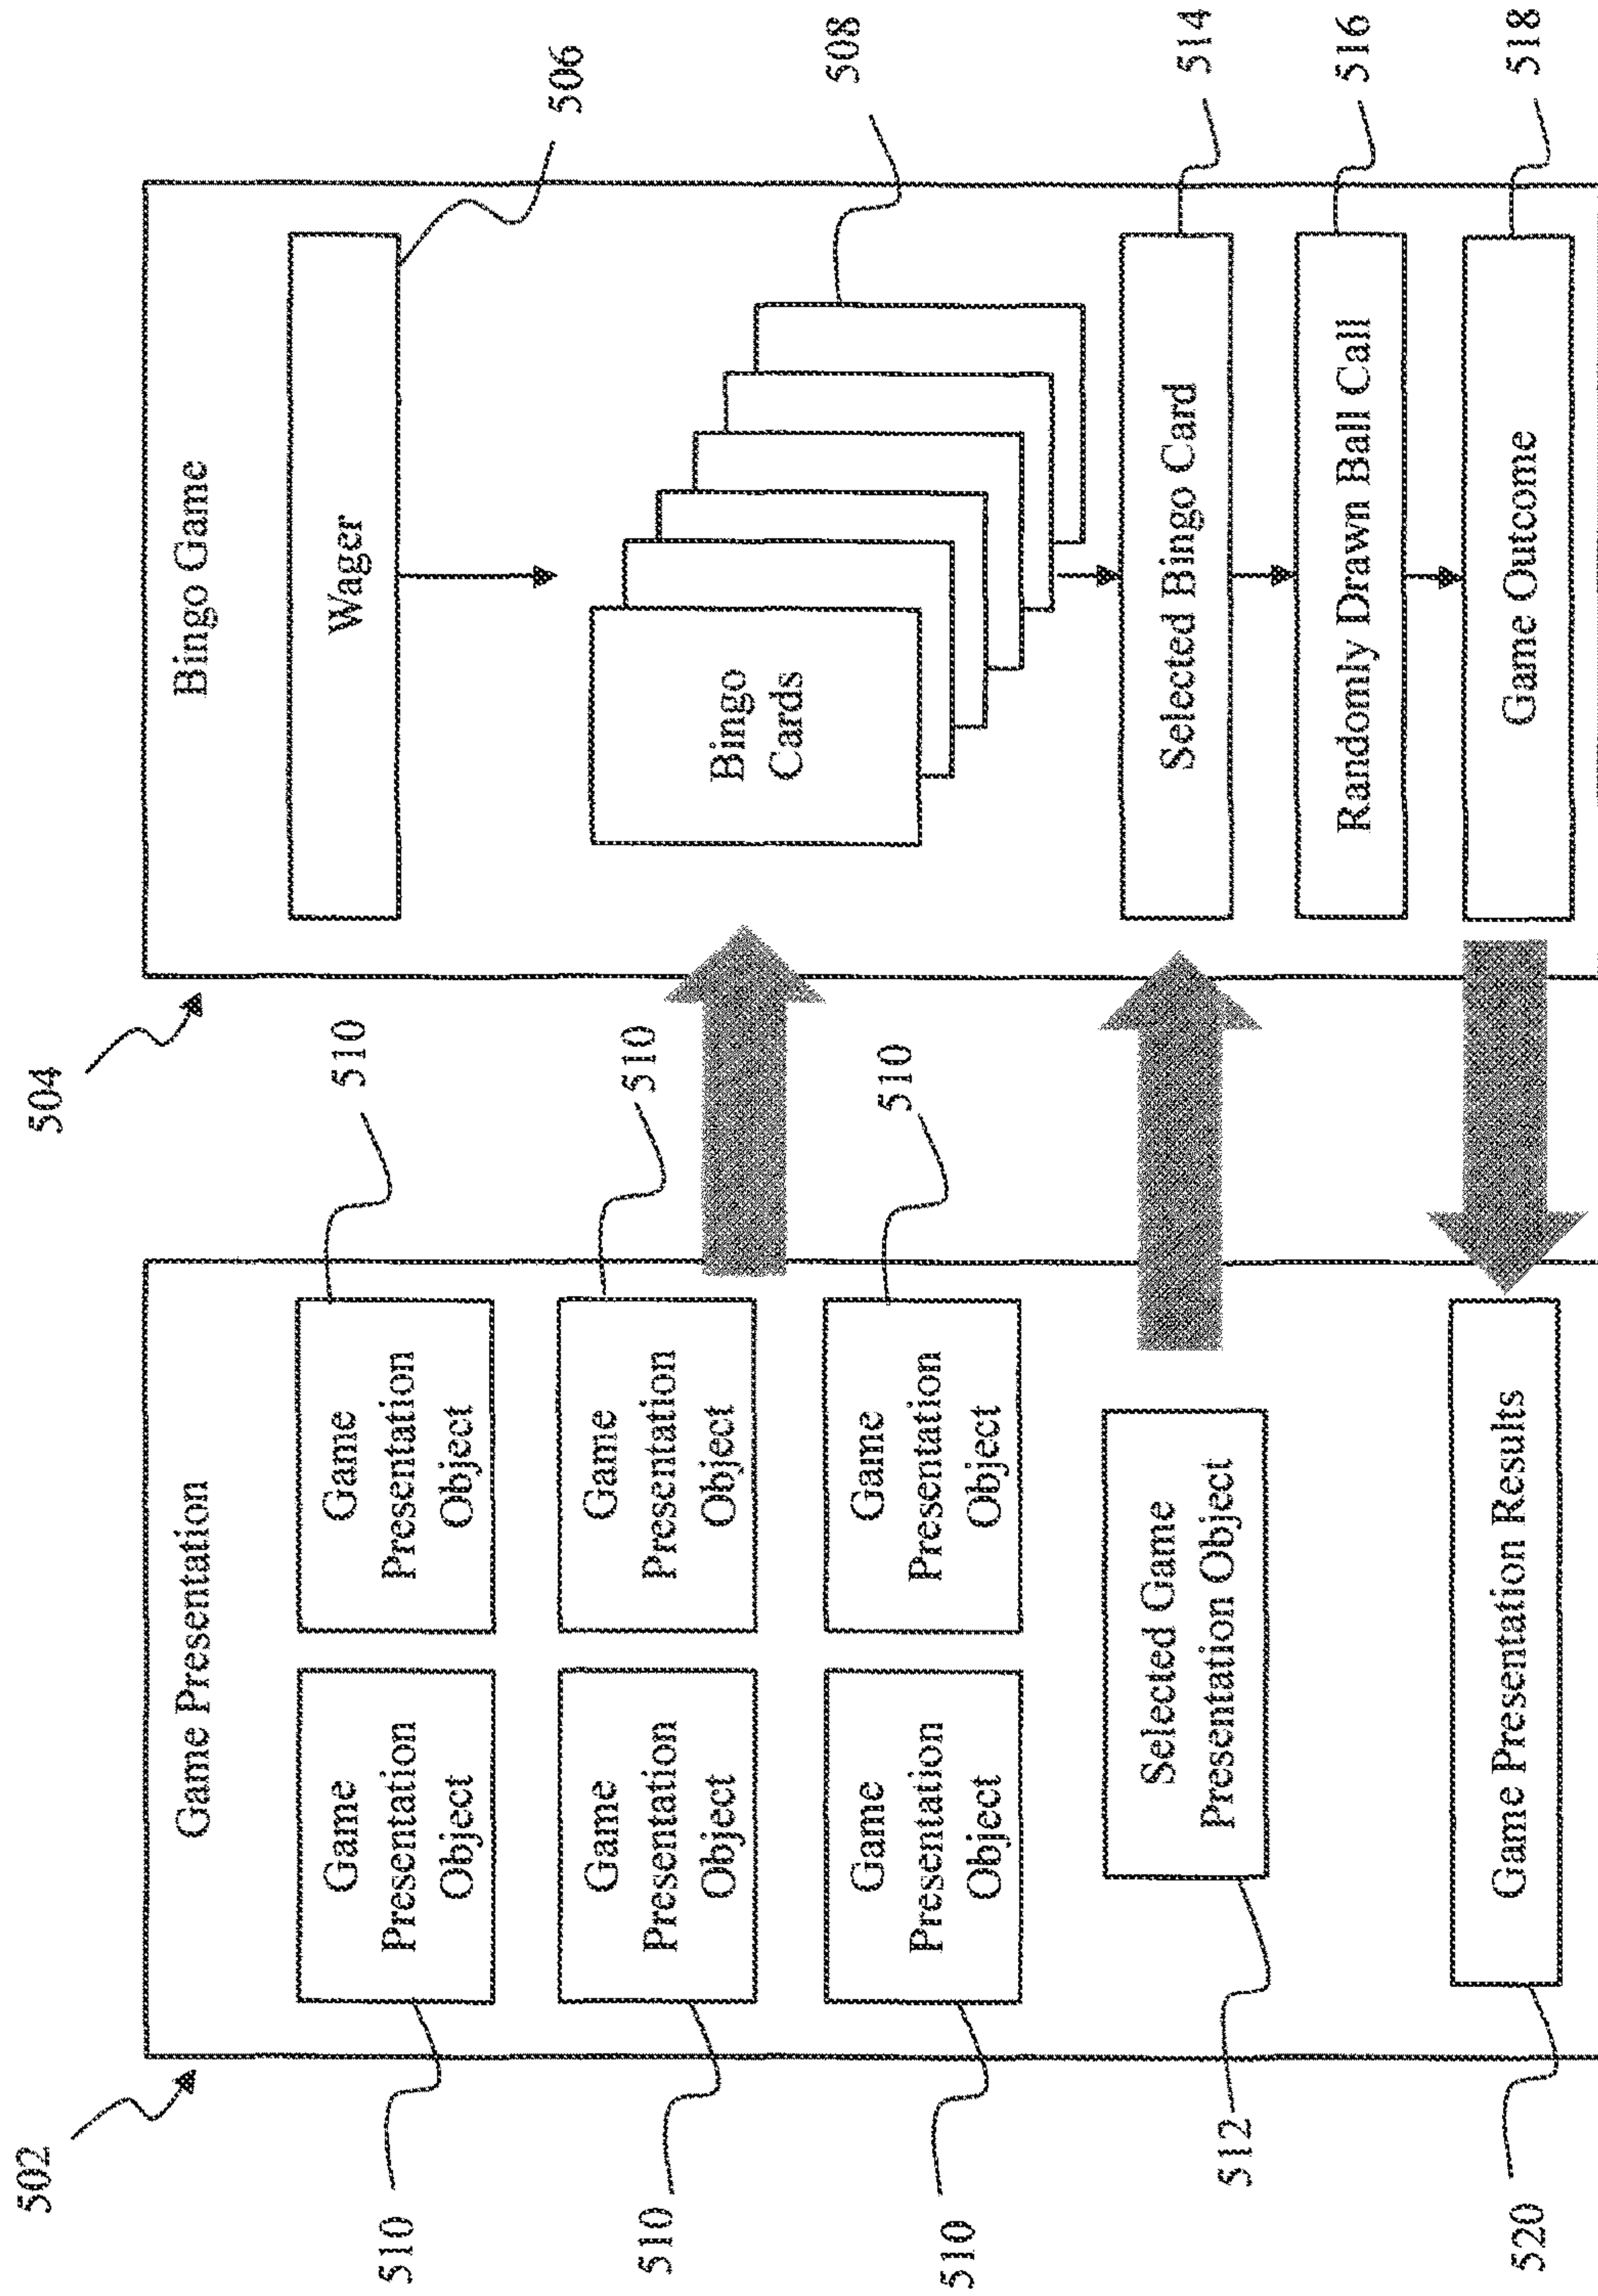 502
504
Game Presentation
Bingo Game
Game
Presentation
Object
Game
Presentation
Object
510
510
Wager
506
Game
Presentation
Object
Game
Presentation
Object
510
510
Bingo
Cards
508
Game
Presentation
Object
Game
Presentation
Object
510
510
Selected Game
Presentation Object
512
Selected Bingo Card
514
Randomly Drawn Ball Call
516
Game Presentation Results
520
Game Outcome
518